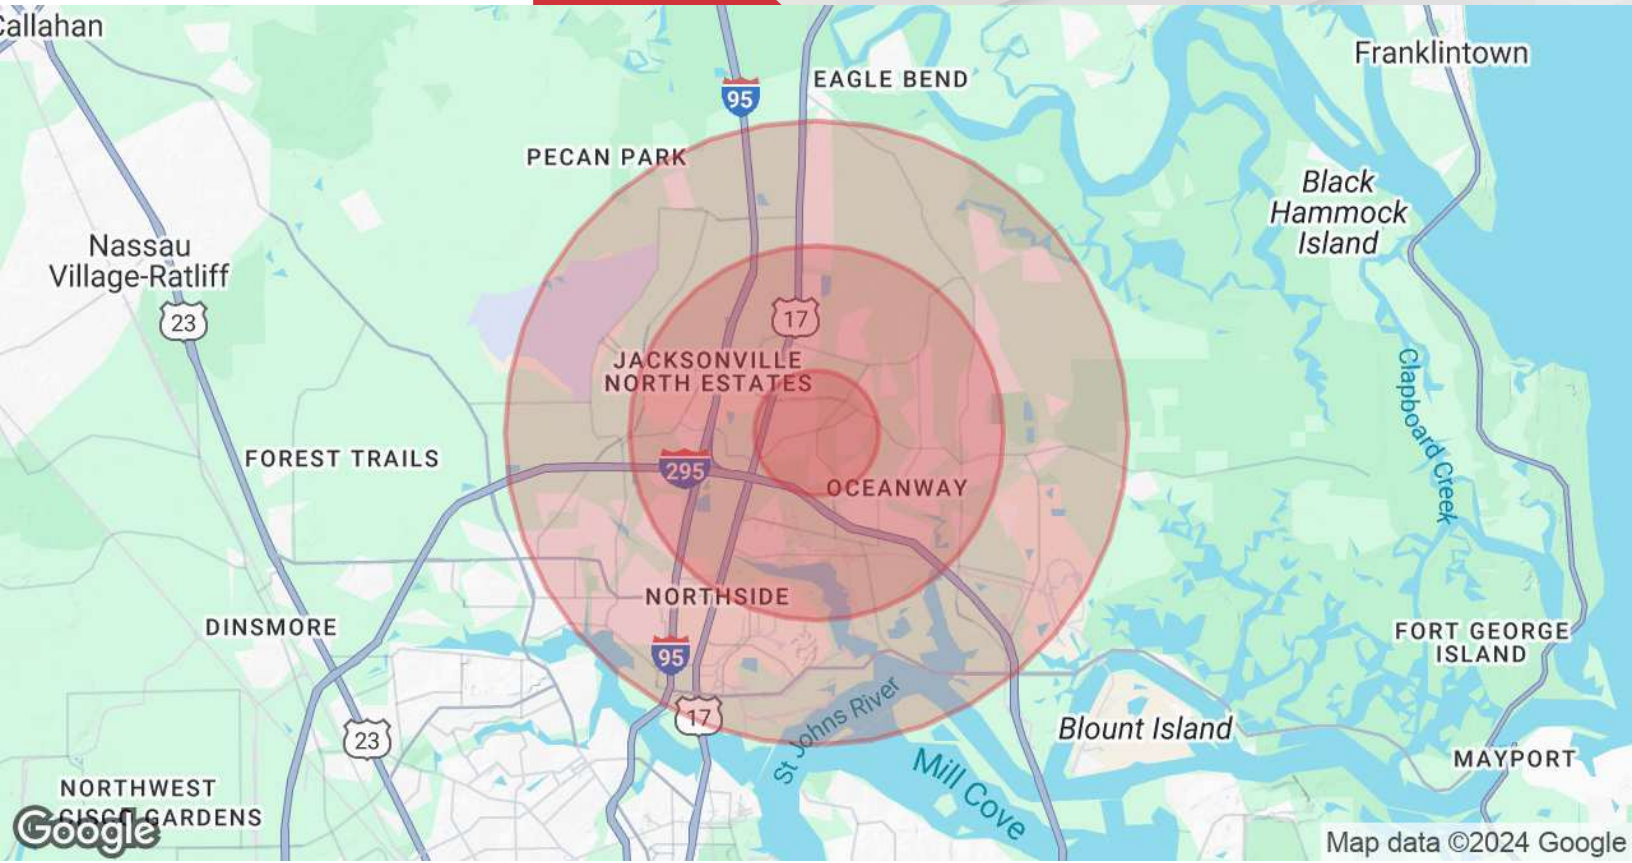 Callahan
Franklintown
EAGLE BEND
95
PECAN PARK
Black
Hammock
Island
Nassau
Village-Ratliff
23
17
JACKSONVILLE
NORTH ESTATES
Clapboard Creek
FOREST TRAILS
295
OCEANWAY
NORTHSIDE
DINSMORE
FORT GEORGE
ISLAND
95
17
St Johns River
Blount Island
23
Mill Cove
MAYPORT
NORTHWEST
CISCO GARDENS
Google
Map data ©2024 Google